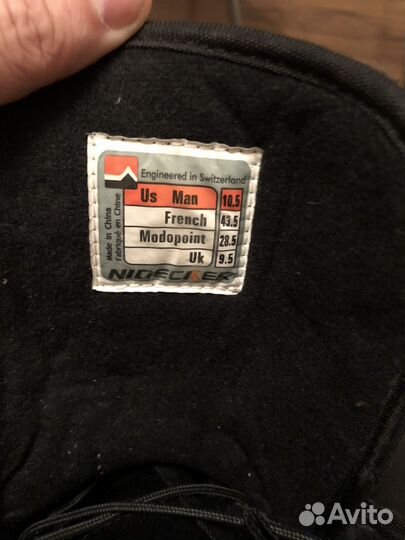 Engineered in Switzerland
Us Man 10.5
French 43.5
Modopoint 28.5
Uk 9.5
NIDECKER
Made in China
Fabriqué en Chine
Avito